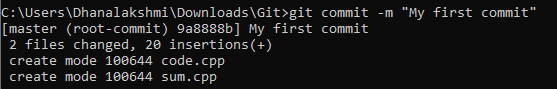 C:\Users\Dhanalakshmi\Downloads\Git>git commit -m "My first commit"
[master (root-commit) 9a8888b] My first commit
 2 files changed, 20 insertions(+)
 create mode 100644 code.cpp
 create mode 100644 sum.cpp